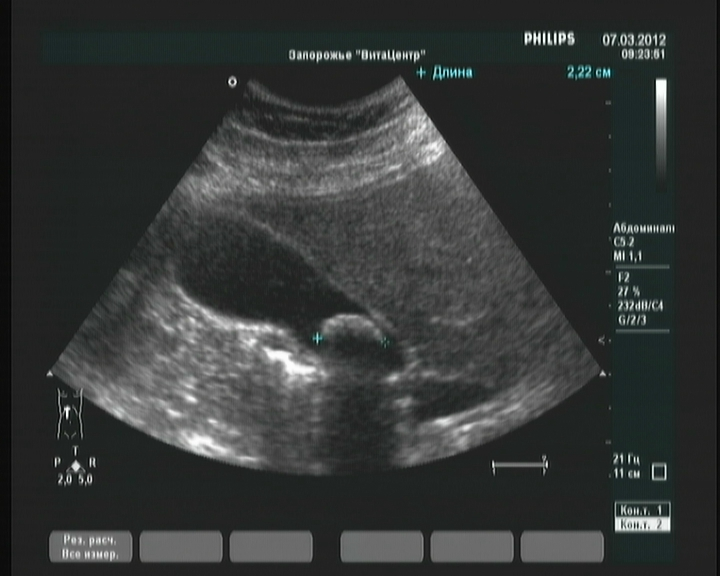 PHILIPS
07.03.2012
09:23:51
Запорожье "ВитаЦентр"
+ Длина 2,22 см
Абдоминал
C5 2
MI 1,1
F2
27 %
232dB/C4
G/2/3
21 Гц
11 см
T
P R
2,0 5,0
Кон.т. 1
Кон.т. 2
Рез. расч.
Все измер.